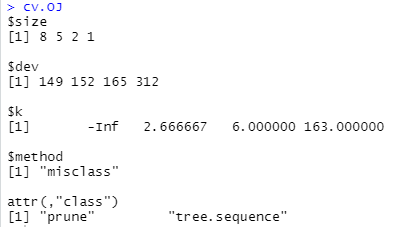 > cv.OJ
$size
[1] 8 5 2 1
$dev
[1] 149 152 165 312
$k
[1]       -Inf   2.666667   6.000000 163.000000
$method
[1] "misclass"
attr(,"class")
[1] "prune"         "tree.sequence"